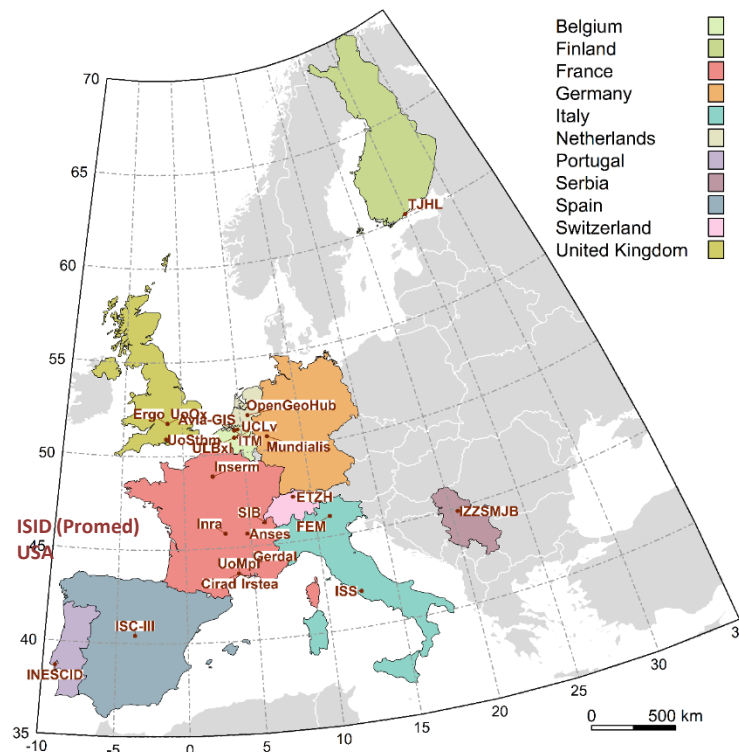 Belgium
Finland
France
Germany
Italy
Netherlands
Portugal
Serbia
Spain
Switzerland
United Kingdom
70
65
60
55
50
45
40
35
TJHL
OpenGeoHub
Ergo UpOx
Avia-GIS
UCLv
UoSthm
ITM
ULBxl
Mundialis
Inserm
ETZH
IZZSMJB
SIB
FEM
ISID (Promed)
USA
Inra
Anses
Gerdal
UoMpl
Cirad Irstea
ISS
ISC-III
INESCID
0 500 km
-10 -5 0 5 10 15 20 25 30 3